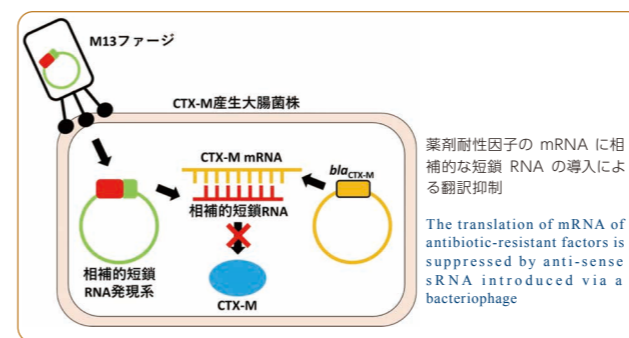 M13ファージ
CTX-M産生大腸菌株
CTX-M mRNA
blaCTX-M
相補的短鎖RNA
相補的短鎖
RNA発現系
CTX-M
薬剤耐性因子の mRNA に相
補的な短鎖 RNA の導入によ
る翻訳抑制
The translation of mRNA of
antibiotic-resistant factors is
suppressed by anti-sense
sRNA introduced via a
bacteriophage